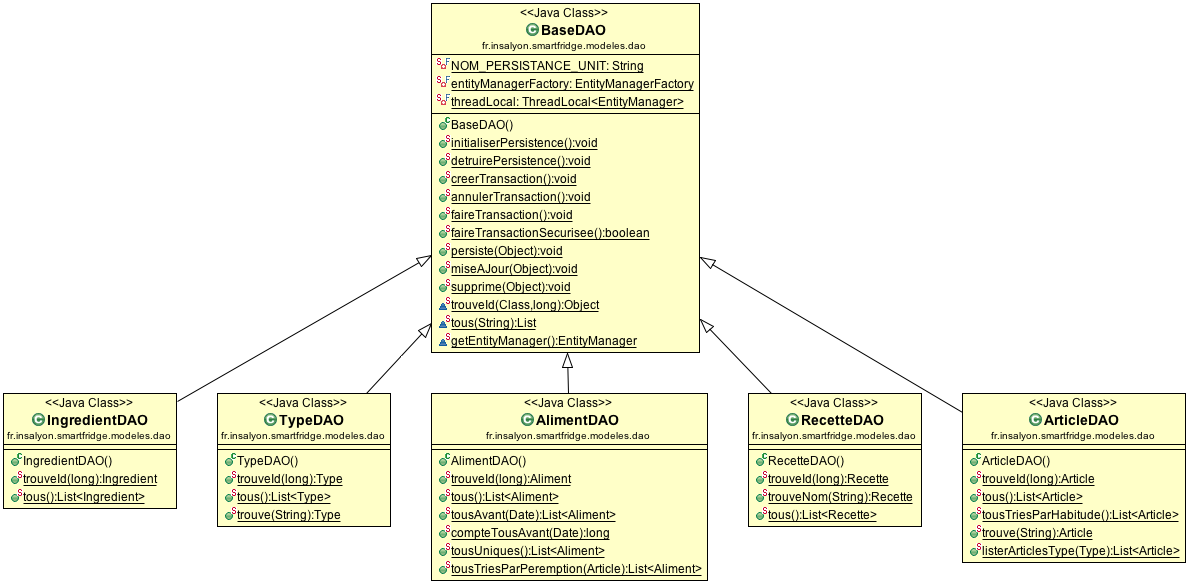 <<Java Class>>
BaseDAO
fr.insalyon.smartfridge.modeles.dao
NOM_PERSISTANCE_UNIT: String
entityManagerFactory: EntityManagerFactory
threadLocal: ThreadLocal<EntityManager>
BaseDAO()
initialiserPersistence():void
detruirePersistence():void
creerTransaction():void
annulerTransaction():void
faireTransaction():void
faireTransactionSecurisee():boolean
persiste(Object):void
miseAJour(Object):void
supprime(Object):void
trouveId(Class,long):Object
tous(String):List
getEntityManager():EntityManager
<<Java Class>>
IngredientDAO
fr.insalyon.smartfridge.modeles.dao
IngredientDAO()
trouveId(long):Ingredient
tous():List<Ingredient>
<<Java Class>>
TypeDAO
fr.insalyon.smartfridge.modeles.dao
TypeDAO()
trouveId(long):Type
tous():List<Type>
trouve(String):Type
<<Java Class>>
AlimentDAO
fr.insalyon.smartfridge.modeles.dao
AlimentDAO()
trouveId(long):Aliment
tous():List<Aliment>
tousAvant(Date):List<Aliment>
compteTousAvant(Date):long
tousUniques():List<Aliment>
tousTriesParPeremption(Article):List<Aliment>
<<Java Class>>
RecetteDAO
fr.insalyon.smartfridge.modeles.dao
RecetteDAO()
trouveId(long):Recette
trouveNom(String):Recette
tous():List<Recette>
<<Java Class>>
ArticleDAO
fr.insalyon.smartfridge.modeles.dao
ArticleDAO()
trouveId(long):Article
tous():List<Article>
tousTriesParHabitude():List<Article>
trouve(String):Article
listerArticlesType(Type):List<Article>